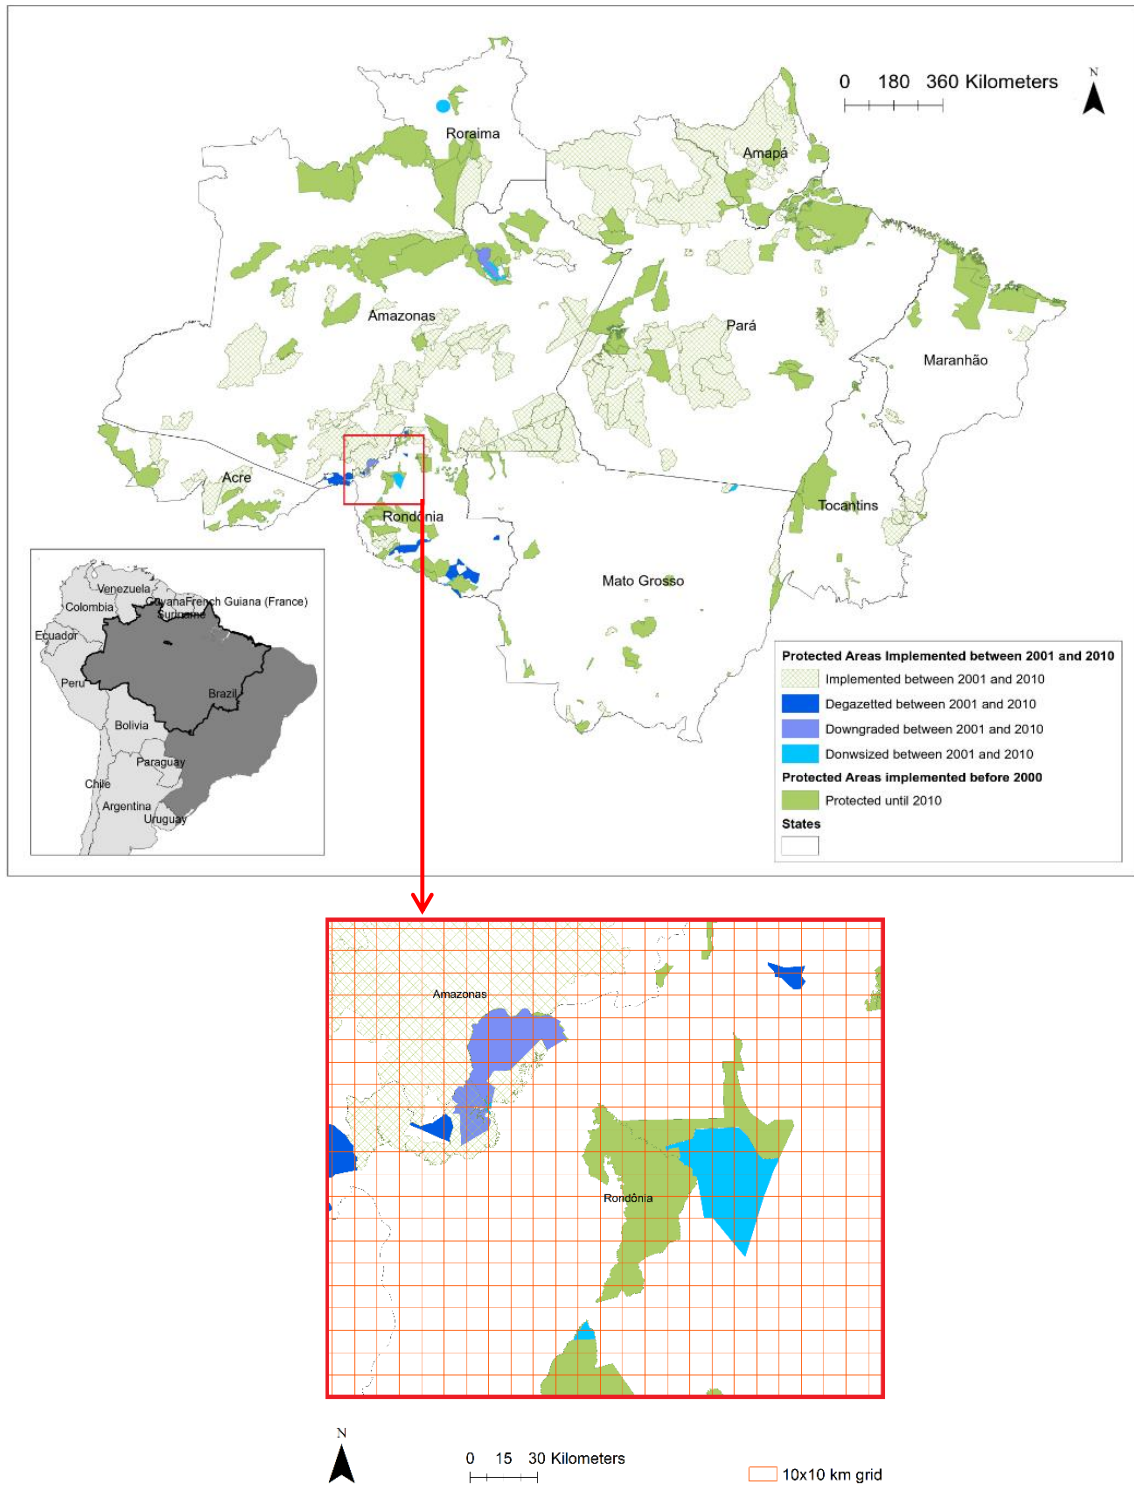 0 180 360 Kilometers
N
Roraima
Amapá
Amazonas
Pará
Maranhão
Acre
Rondônia
Tocantins
Mato Grosso
Venezuela
Colombia
GuyanaFrench Guiana (France)
Suriname
Ecuador
Peru
Brazil
Bolivia
Paraguay
Chile
Argentina
Uruguay
Protected Areas Implemented between 2001 and 2010
Implemented between 2001 and 2010
Degazetted between 2001 and 2010
Downgraded between 2001 and 2010
Donwsized between 2001 and 2010
Protected Areas implemented before 2000
Protected until 2010
States
Amazonas
Rondônia
N
0 15 30 Kilometers
10x10 km grid